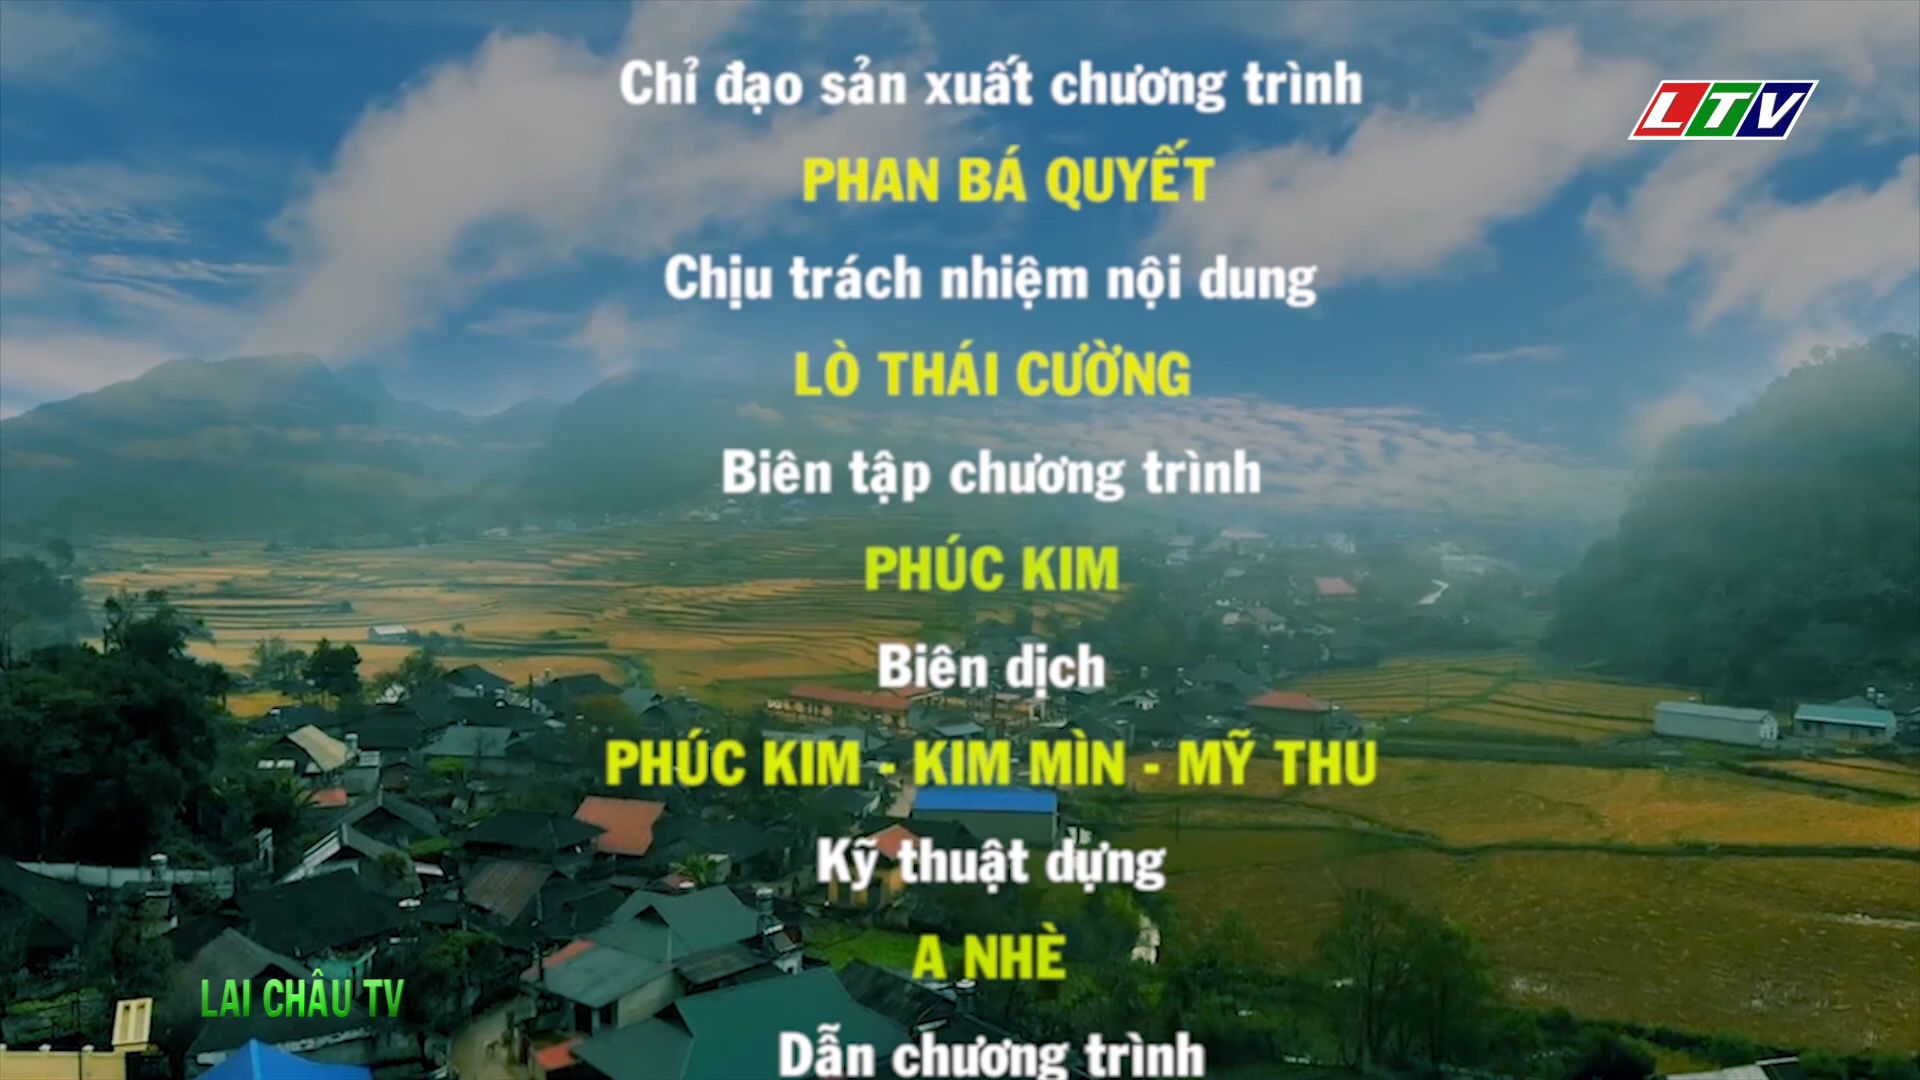 Chỉ đạo sản xuất chương trình
LTV
PHAN BÁ QUYẾT
Chịu trách nhiệm nội dung
LÒ THÁI CƯỜNG
Biên tập chương trình
PHÚC KIM
Biên dịch
PHÚC KIM - KIM MÌN - MỸ THU
Kỹ thuật dựng
A NHÈ
LAI CHÂU TV
Dẫn chương trình